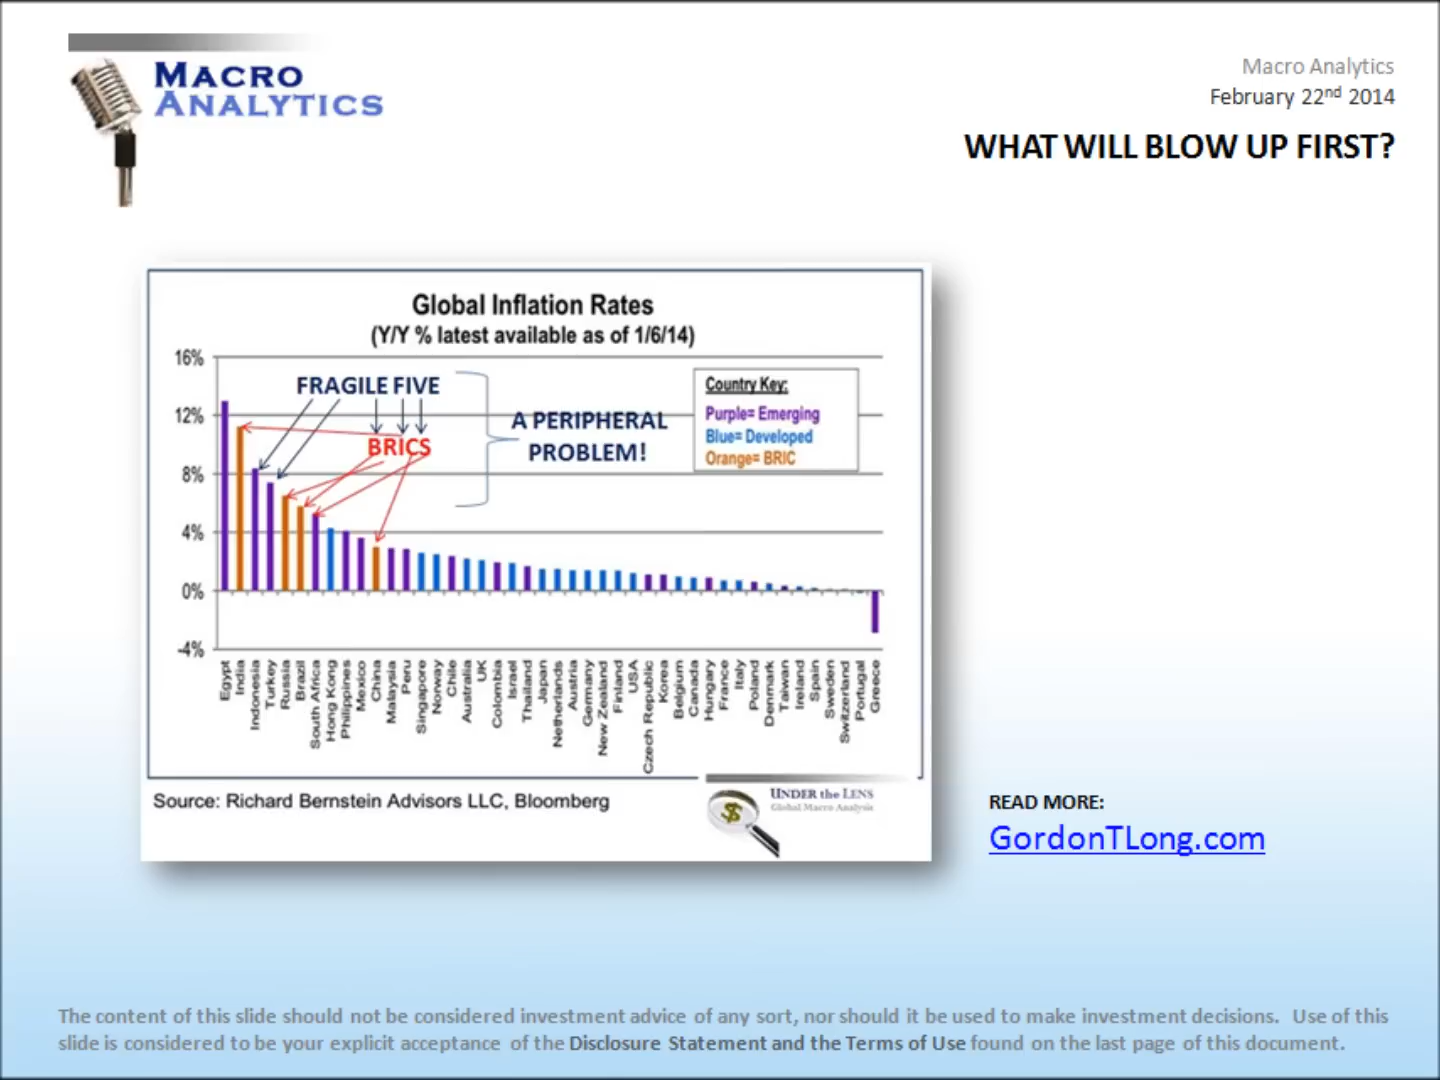 MACRO
ANALYTICS
Macro Analytics
February 22nd 2014
WHAT WILL BLOW UP FIRST?
Global Inflation Rates
(Y/Y % latest available as of 1/6/14)
16%
12%
8%
4%
0%
-4%
FRAGILE FIVE
BRICS
A PERIPHERAL
PROBLEM!
Country Key:
Purple= Emerging
Blue= Developed
Orange= BRIC
Egypt
India
Indonesia
Turkey
Russia
Brazil
South Africa
Hong Kong
Philippines
Mexico
China
Malaysia
Peru
Singapore
Norway
Chile
Australia
UK
Colombia
Israel
Thailand
Japan
Netherlands
Austria
Germany
New Zealand
Finland
USA
Czech Republic
Korea
Belgium
Canada
Hungary
France
Italy
Poland
Denmark
Taiwan
Ireland
Spain
Sweden
Switzerland
Portugal
Greece
Source: Richard Bernstein Advisors LLC, Bloomberg
UNDER the LENS
Global Macro Analysis
$
READ MORE:
GordonTLong.com
The content of this slide should not be considered investment advice of any sort, nor should it be used to make investment decisions. Use of this
slide is considered to be your explicit acceptance of the Disclosure Statement and the Terms of Use found on the last page of this document.